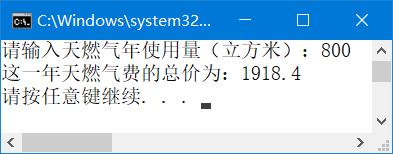 C:\Windows\system32...
请输入天燃气年使用量（立方米）：800
这一年天燃气费的总价为：1918.4
请按任意键继续. . .